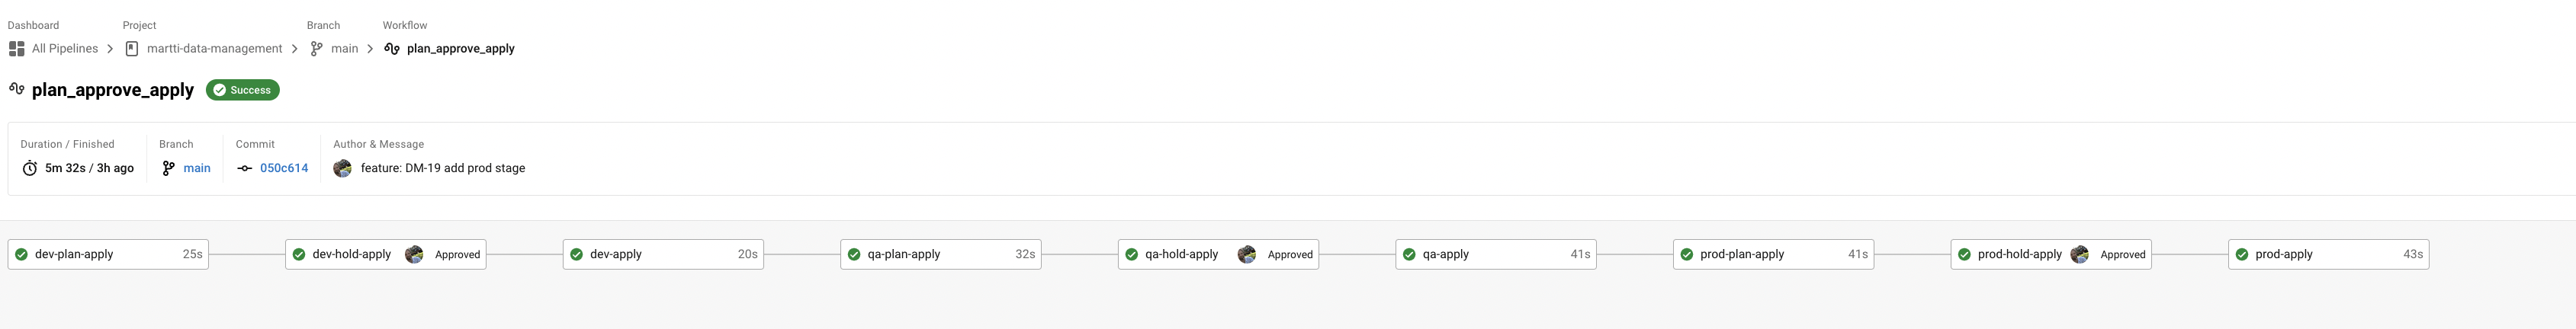 Dashboard Project Branch Workflow
All Pipelines martti-data-management main plan_approve_apply
plan_approve_apply Success
Duration / Finished Branch Commit Author & Message
5m 32s / 3h ago main 050c614 feature: DM-19 add prod stage
dev-plan-apply 25s dev-hold-apply Approved dev-apply 20s qa-plan-apply 32s qa-hold-apply Approved qa-apply 41s prod-plan-apply 41s prod-hold-apply Approved prod-apply 43s